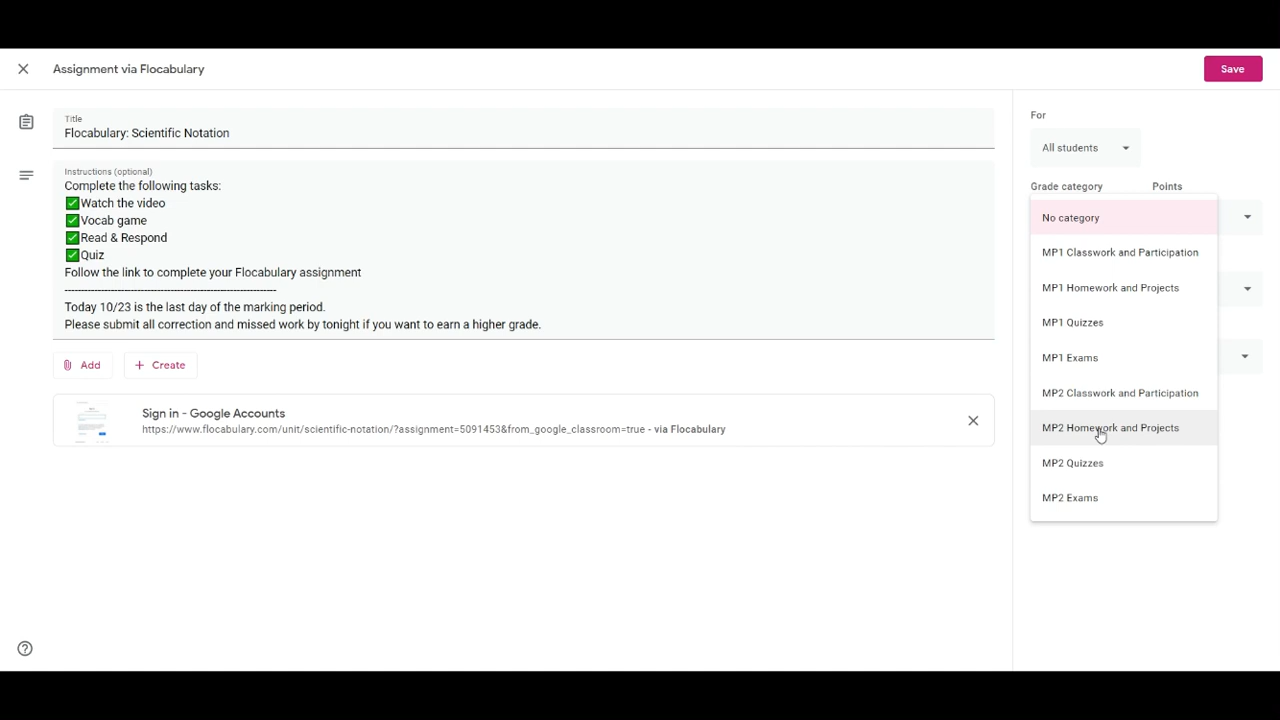 Assignment via Flocabulary
Save
Title
Flocabulary: Scientific Notation
Instructions (optional)
Complete the following tasks:
✅Watch the video
✅Vocab game
✅Read & Respond
✅Quiz
Follow the link to complete your Flocabulary assignment
------------------------------------------------------------
Today 10/23 is the last day of the marking period.
Please submit all correction and missed work by tonight if you want to earn a higher grade.
Add
Create
Sign in - Google Accounts
https://www.flocabulary.com/unit/scientific-notation/?assignment=5091453&from_google_classroom=true - via Flocabulary
For
All students
Grade category Points
No category
MP1 Classwork and Participation
MP1 Homework and Projects
MP1 Quizzes
MP1 Exams
MP2 Classwork and Participation
MP2 Homework and Projects
MP2 Quizzes
MP2 Exams